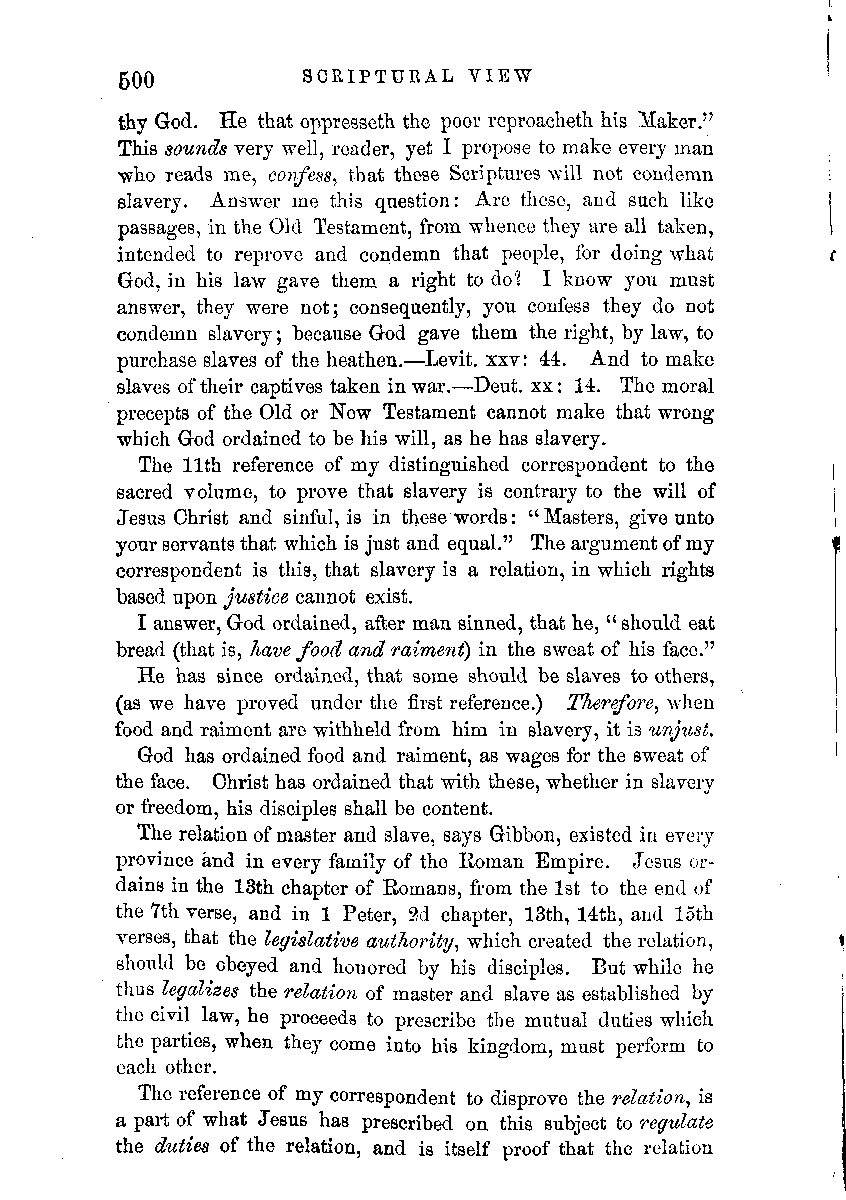 500 SCRIPTURAL VIEW
thy God. He that oppresseth the poor reproacheth his Maker."
This sounds very well, reader, yet I propose to make every man
who reads me, confess, that these Scriptures will not condemn
slavery. Answer me this question: Are these, and such like
passages, in the Old Testament, from whence they are all taken,
intended to reprove and condemn that people, for doing what
God, in his law gave them a right to do? I know you must
answer, they were not; consequently, you confess they do not
condemn slavery; because God gave them the right, by law, to
purchase slaves of the heathen.—Levit. xxv: 44. And to make
slaves of their captives taken in war.—Deut. xx: 14. The moral
precepts of the Old or New Testament cannot make that wrong
which God ordained to be his will, as he has slavery.
The 11th reference of my distinguished correspondent to the
sacred volume, to prove that slavery is contrary to the will of
Jesus Christ and sinful, is in these words: "Masters, give unto
your servants that which is just and equal." The argument of my
correspondent is this, that slavery is a relation, in which rights
based upon justice cannot exist.
I answer, God ordained, after man sinned, that he, "should eat
bread (that is, have food and raiment) in the sweat of his face."
He has since ordained, that some should be slaves to others,
(as we have proved under the first reference.) Therefore, when
food and raiment are withheld from him in slavery, it is unjust.
God has ordained food and raiment, as wages for the sweat of
the face. Christ has ordained that with these, whether in slavery
or freedom, his disciples shall be content.
The relation of master and slave, says Gibbon, existed in every
province and in every family of the Roman Empire. Jesus or-
dains in the 13th chapter of Romans, from the 1st to the end of
the 7th verse, and in 1 Peter, 2d chapter, 13th, 14th, and 15th
verses, that the legislative authority, which created the relation,
should be obeyed and honored by his disciples. But while he
thus legalizes the relation of master and slave as established by
the civil law, he proceeds to prescribe the mutual duties which
the parties, when they come into his kingdom, must perform to
each other.
The reference of my correspondent to disprove the relation, is
a part of what Jesus has prescribed on this subject to regulate
the duties of the relation, and is itself proof that the relation